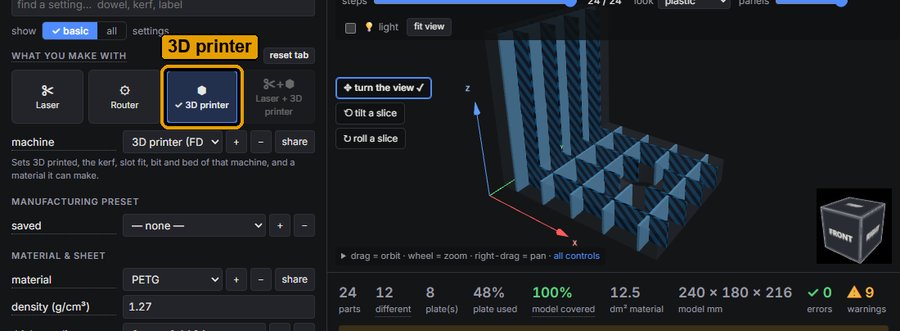 find a setting... dowel, kerf, label
show ✓ basic all settings
3D printer
WHAT YOU MAKE WITH
reset tab
Laser
Router
✓ 3D printer
Laser + 3D
printer
machine 3D printer (FD + − share
Sets 3D printed, the kerf, slot fit, bit and bed of that machine, and a
material it can make.
MANUFACTURING PRESET
saved — none — + −
MATERIAL & SHEET
material PETG + − share
density (g/cm³) 1.27
steps 24 / 24 look plastic panels
light fit view
✥ turn the view ✓
tilt a slice
↻ roll a slice
z
y
x
FRONT
▶ drag = orbit · wheel = zoom · right-drag = pan · all controls
24 12 8 48% 100% 12.5 240 × 180 × 216 ✓ 0 ⚠ 9
parts different plate(s) plate used model covered dm² material model mm errors warnings